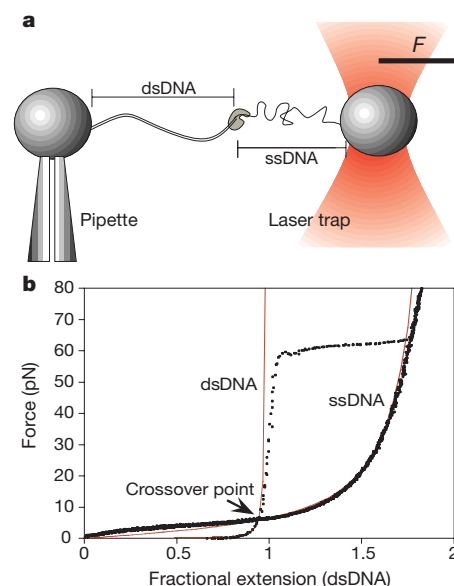 a
F
dsDNA
ssDNA
Pipette
Laser trap
b
80
70
60
50
40
30
20
10
0
Force (pN)
dsDNA
ssDNA
Crossover point
0
0.5
1
1.5
2
Fractional extension (dsDNA)